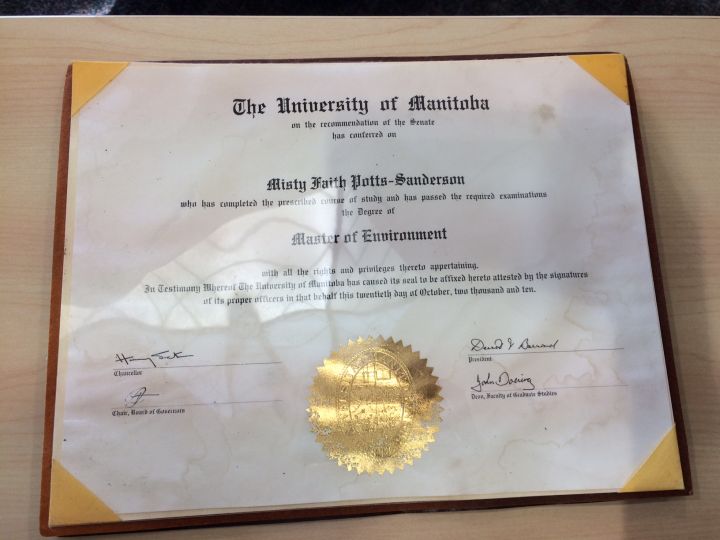 The University of Manitoba
on the recommendation of the Senate
has conferred on
Misty Faith Potts-Sanderson
who has completed the prescribed course of study and has passed the required examinations
the Degree of
Master of Environment
with all the rights and privileges thereto appertaining.
In Testimony Whereof The University of Manitoba has caused its seal to be affixed hereto attested by the signatures
of its proper officers in that behalf this twentieth day of October, two thousand and ten.
Chancellor
Chair, Board of Governors
President
John Doering
Dean, Faculty of Graduate Studies